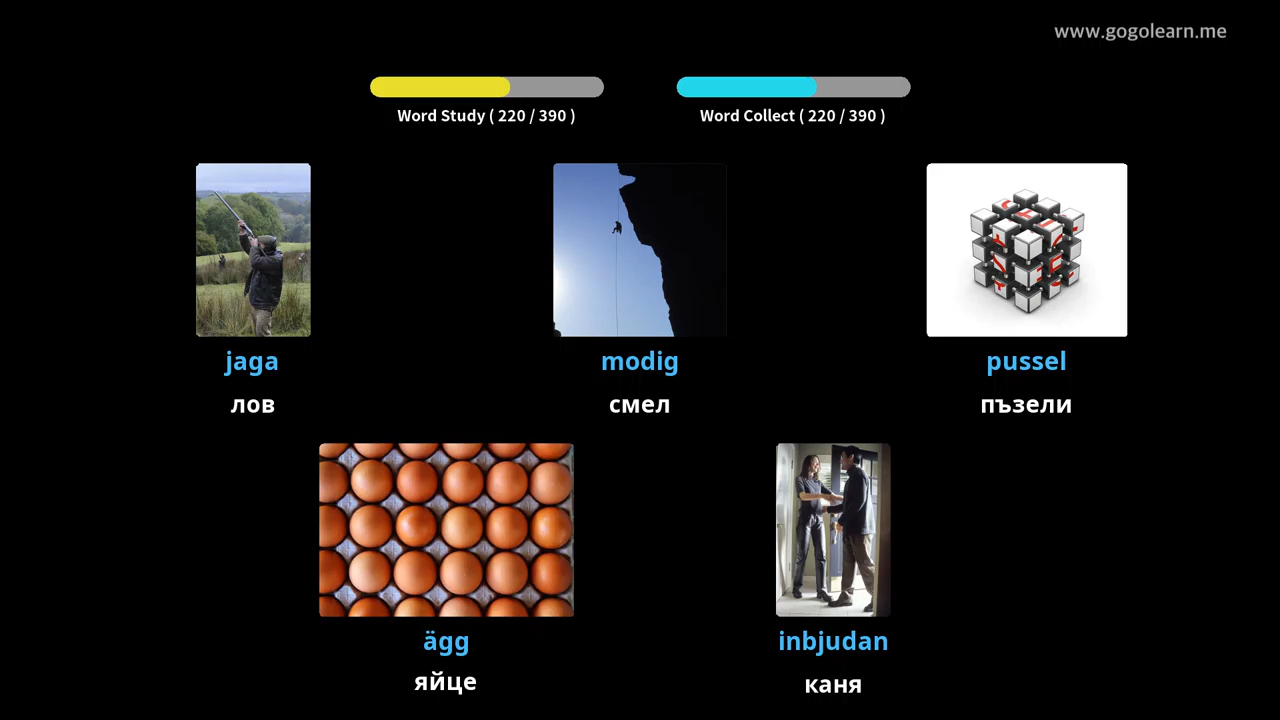 www.gogolearn.me
Word Study ( 220 / 390 )
Word Collect ( 220 / 390 )
jaga
modig
pussel
лов
смел
пъзели
ägg
inbjudan
яйце
каня